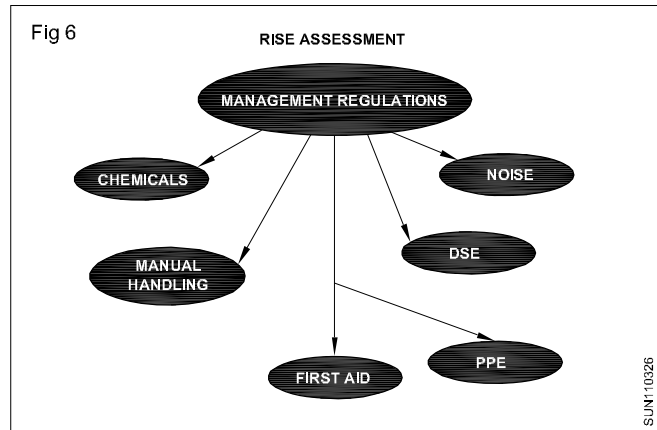 Fig 6
RISE ASSESSMENT
MANAGEMENT REGULATIONS
CHEMICALS
NOISE
MANUAL
HANDLING
DSE
FIRST AID
PPE
SUN110326